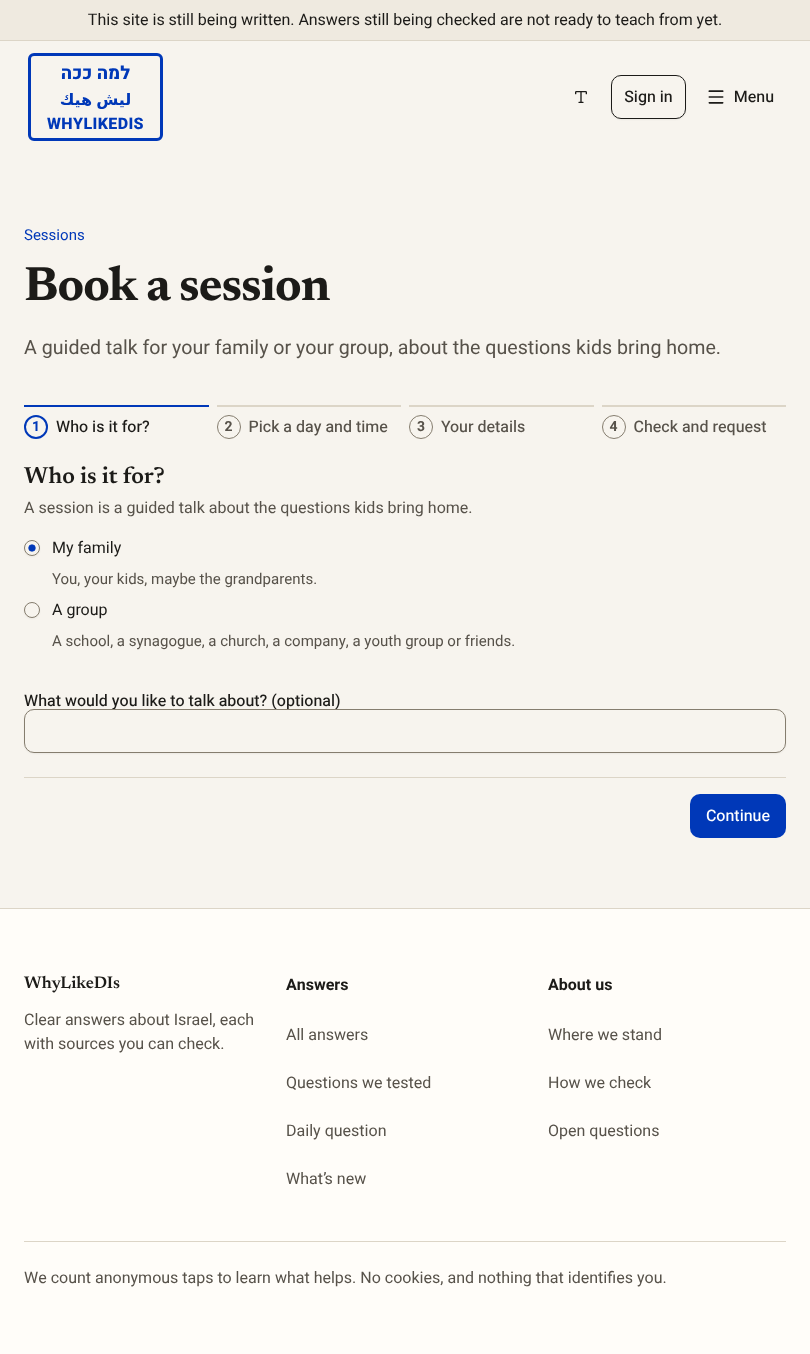 This site is still being written. Answers still being checked are not ready to teach from yet.
למה ככה
ليش هيك
WHYLIKEDIS
T
Sign in
Menu
Sessions
Book a session
A guided talk for your family or your group, about the questions kids bring home.
1 Who is it for?
2 Pick a day and time
3 Your details
4 Check and request
Who is it for?
A session is a guided talk about the questions kids bring home.
My family
You, your kids, maybe the grandparents.
A group
A school, a synagogue, a church, a company, a youth group or friends.
What would you like to talk about? (optional)
Continue
WhyLikeDIs
Clear answers about Israel, each
with sources you can check.
Answers
All answers
Questions we tested
Daily question
What’s new
About us
Where we stand
How we check
Open questions
We count anonymous taps to learn what helps. No cookies, and nothing that identifies you.